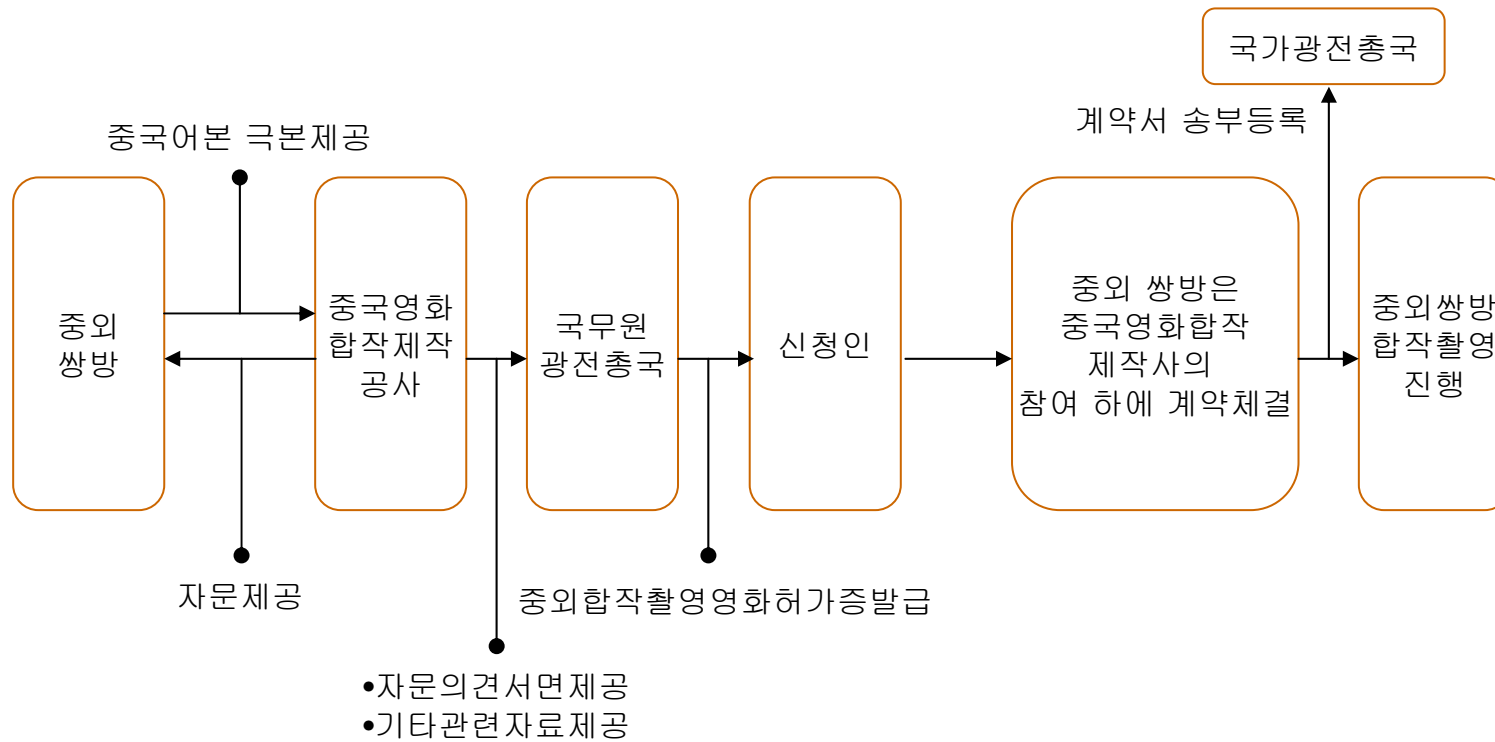 국가광전총국
계약서 송부등록
중국어본 극본제공
중외
쌍방
중국영화
합작제작
공사
국무원
광전총국
신청인
중외 쌍방은
중국영화합작
제작사의
참여 하에 계약체결
중외쌍방
합작촬영
진행
자문제공
중외합작촬영영화허가증발급
•자문의견서면제공
•기타관련자료제공